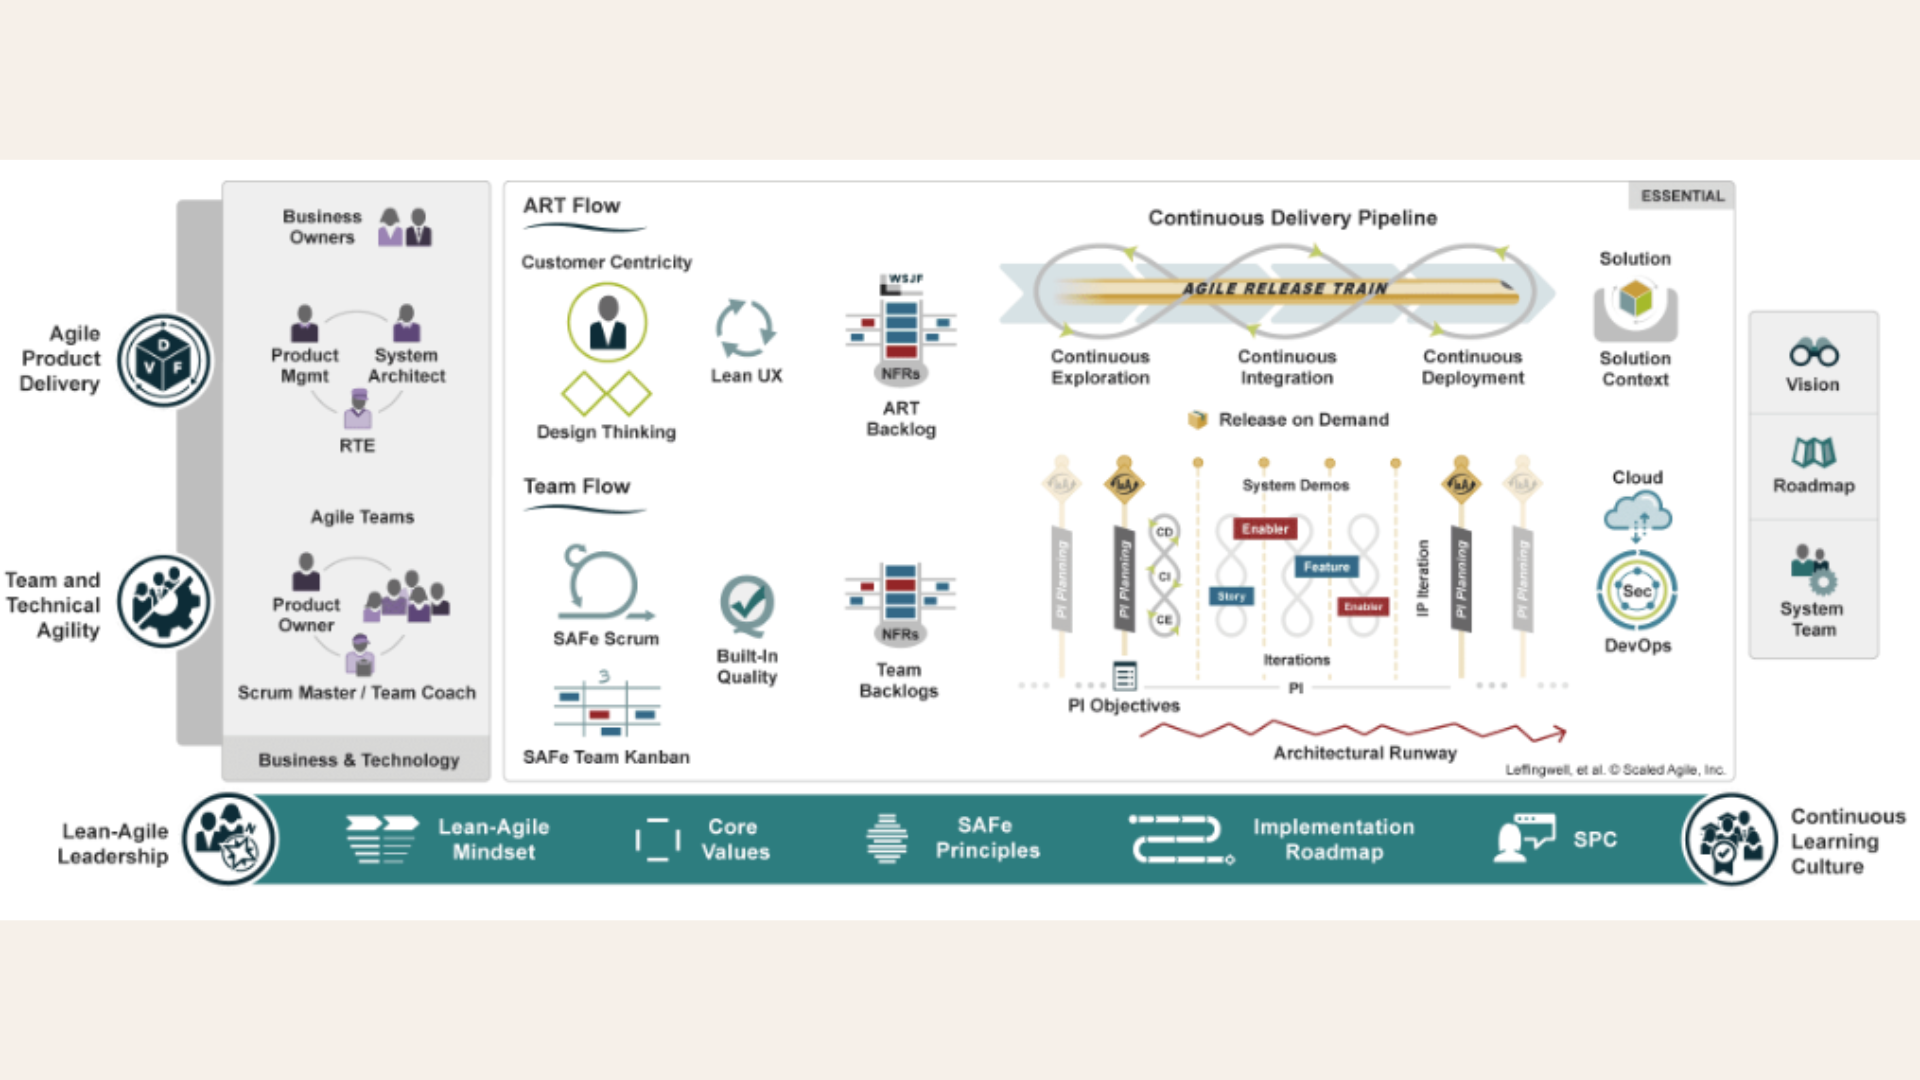 Agile
Product
Delivery
D
V F
Team and
Technical
Agility
Business
Owners
Product
Mgmt
System
Architect
RTE
Agile Teams
Product
Owner
Scrum Master / Team Coach
Business & Technology
ART Flow
Customer Centricity
Design Thinking
Lean UX
WSJF
NFRs
ART
Backlog
Team Flow
SAFe Scrum
3
SAFe Team Kanban
Built-In
Quality
NFRs
Team
Backlogs
ESSENTIAL
Continuous Delivery Pipeline
AGILE RELEASE TRAIN
Continuous
Exploration
Continuous
Integration
Continuous
Deployment
Release on Demand
Solution
Solution
Context
I&A
I&A
I&A
I&A
PI Planning
PI Planning
CD
CI
CE
System Demos
Enabler
Feature
Story
Enabler
IP Iteration
PI Planning
PI Planning
Iterations
PI
PI Objectives
Architectural Runway
Cloud
Sec
DevOps
Leffingwell, et al. © Scaled Agile, Inc.
Vision
Roadmap
System
Team
Lean-Agile
Leadership
N
Lean-Agile
Mindset
Core
Values
SAFe
Principles
Implementation
Roadmap
SPC
Continuous
Learning
Culture